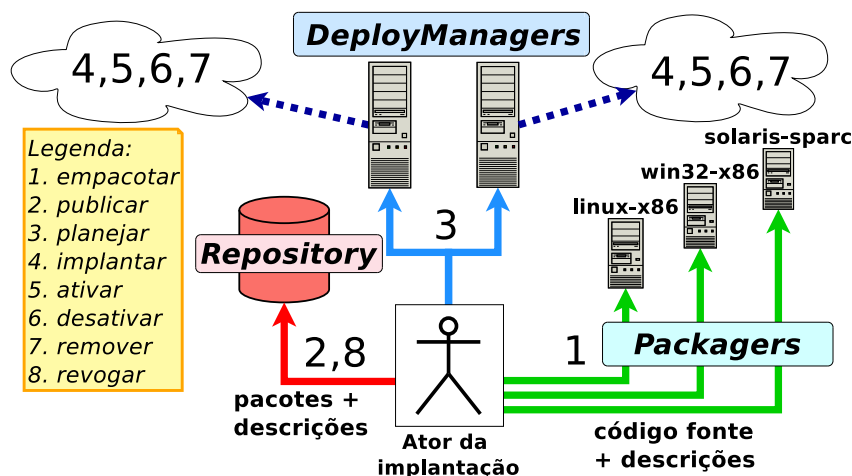 DeployManagers
4,5,6,7
4,5,6,7
solaris-sparc
win32-x86
linux-x86
Legenda:
1. empacotar
2. publicar
3. planejar
4. implantar
5. ativar
6. desativar
7. remover
8. revogar
Repository
3
2,8
1
Packagers
pacotes +
descrições
Ator da
implantação
código fonte
+ descrições